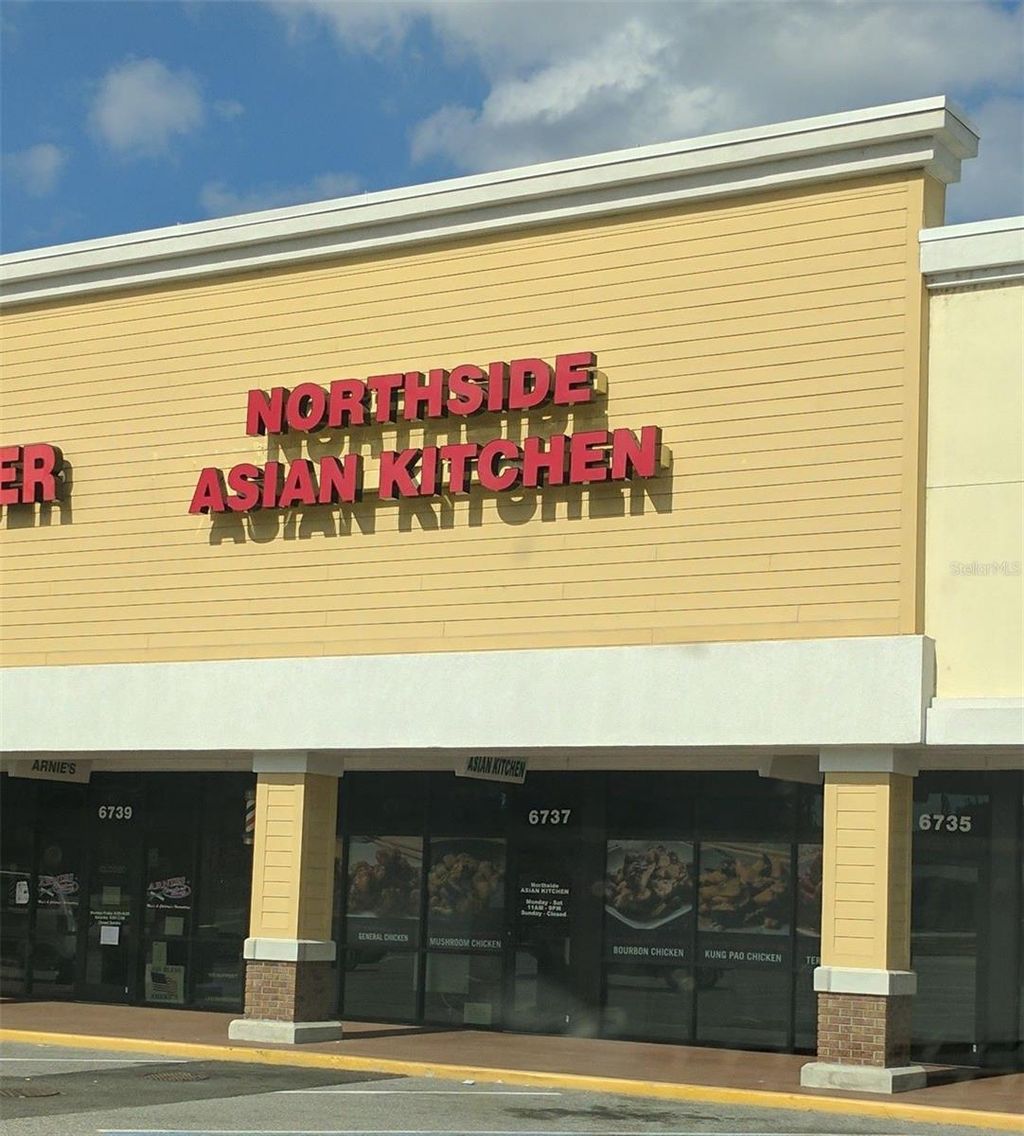 NORTHSIDE
ER
ASIAN KITCHEN
StellarMLS
ARNIE'S
ASIAN KITCHEN
6739
6737
6735
Northside
ASIAN KITCHEN
Monday - Sat
11AM - 9PM
Sunday - Closed
GENERAL CHICKEN
MUSHROOM CHICKEN
BOURBON CHICKEN
KUNG PAO CHICKEN
TER